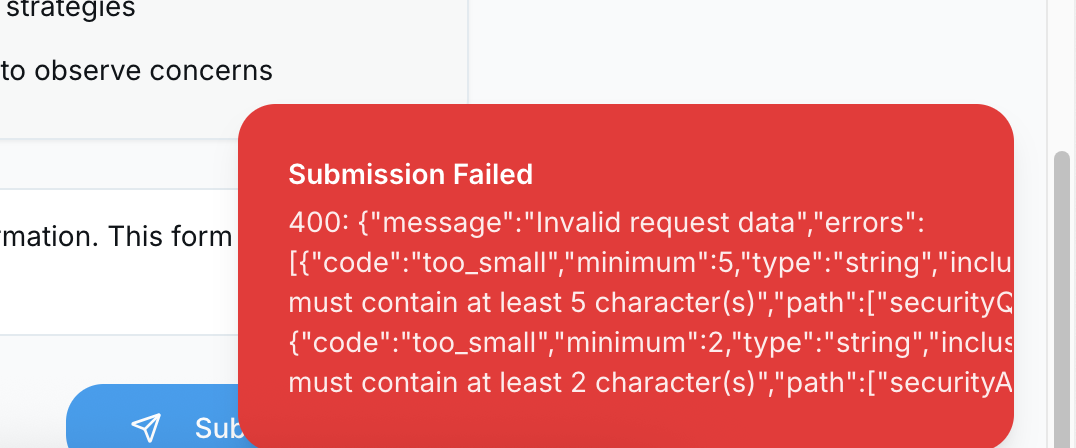 strategies
to observe concerns
rmation. This form
Submission Failed
400: {"message":"Invalid request data","errors":
[{"code":"too_small","minimum":5,"type":"string","inclu
must contain at least 5 character(s)","path":["securityQ
{"code":"too_small","minimum":2,"type":"string","inclus
must contain at least 2 character(s)","path":["securityA
Sub